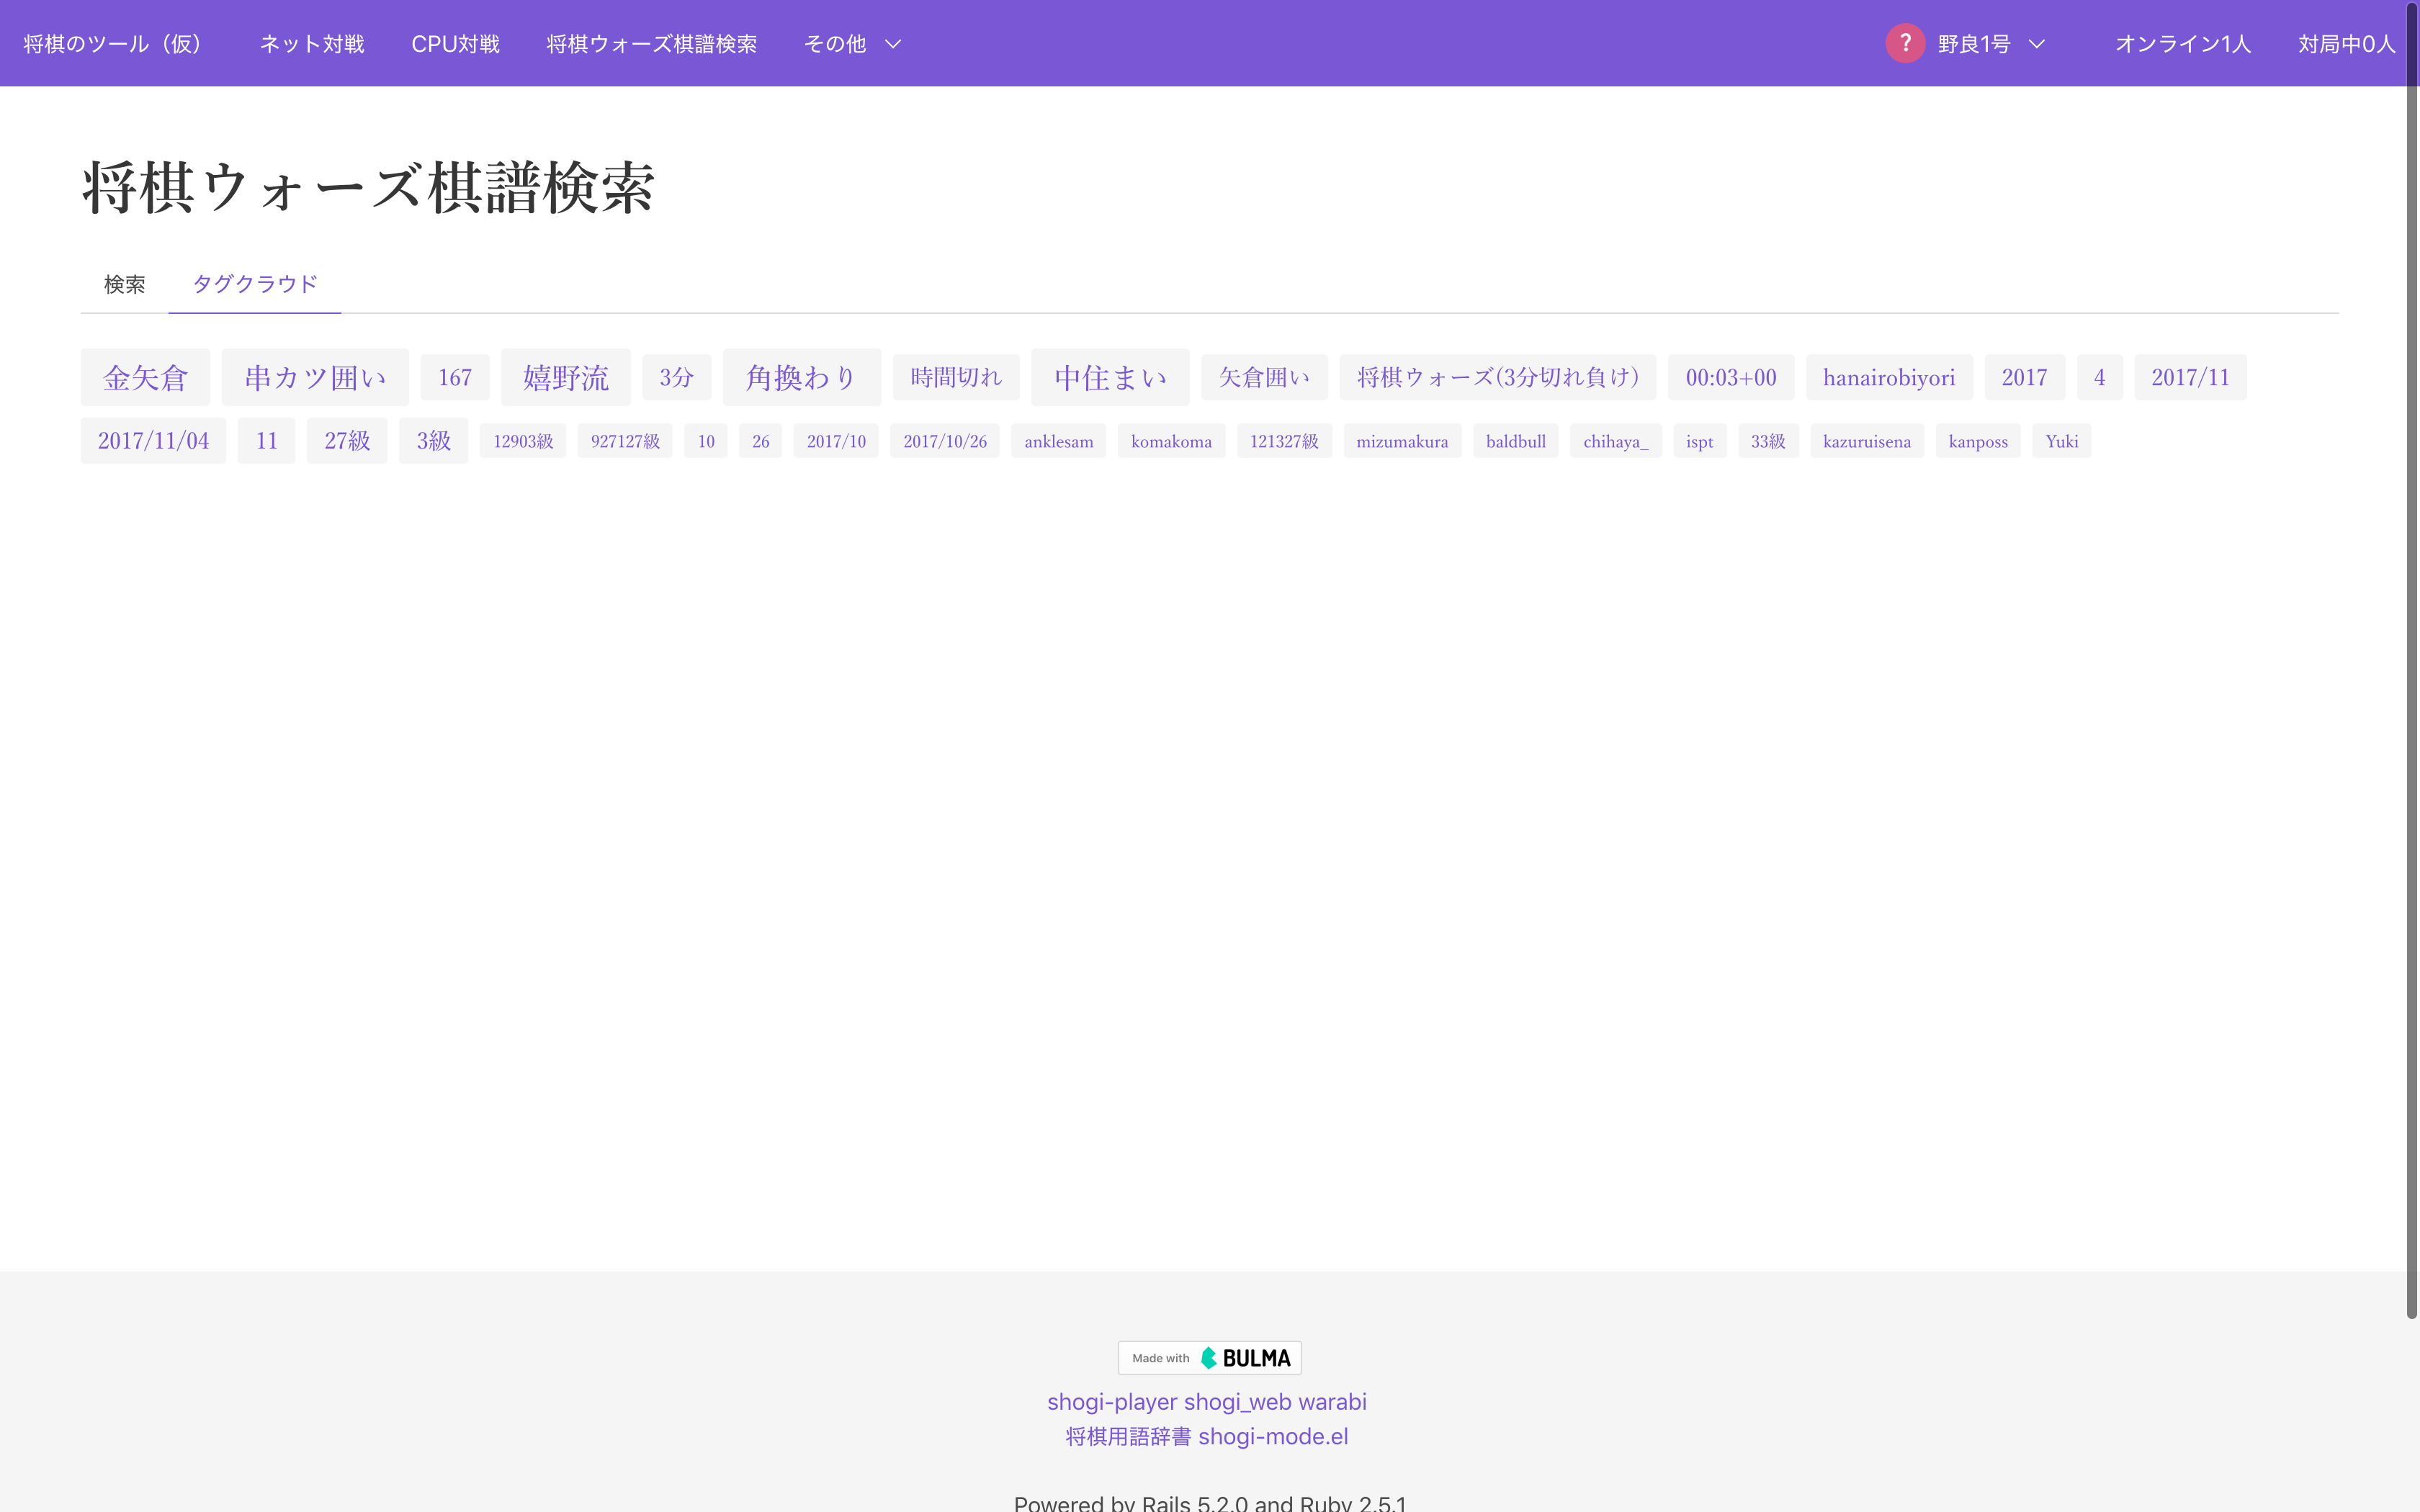 将棋のツール（仮） ネット対戦 CPU対戦 将棋ウォーズ棋譜検索 その他 ? 野良1号 オンライン1人 対局中0人
将棋ウォーズ棋譜検索
検索 タグクラウド
金矢倉 串カツ囲い 167 嬉野流 3分 角換わり 時間切れ 中住まい 矢倉囲い 将棋ウォーズ(3分切れ負け) 00:03+00 hanairobiyori 2017 4 2017/11
2017/11/04 11 27級 3級 12903級 927127級 10 26 2017/10 2017/10/26 anklesam komakoma 121327級 mizumakura baldbull chihaya_ ispt 33級 kazuruisena kanposs Yuki
Made with BULMA
shogi-player shogi_web warabi
将棋用語辞書 shogi-mode.el
Powered by Rails 5.2.0 and Ruby 2.5.1